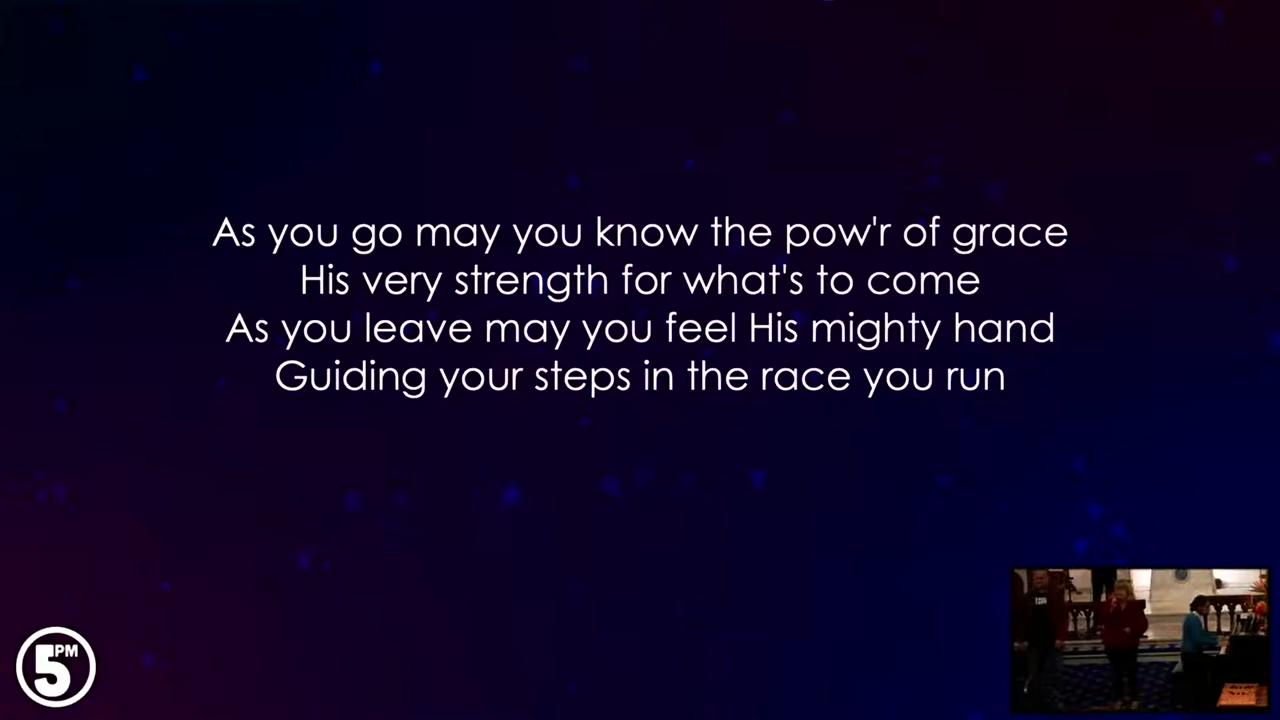 As you go may you know the pow'r of grace
His very strength for what's to come
As you leave may you feel His mighty hand
Guiding your steps in the race you run
5PM